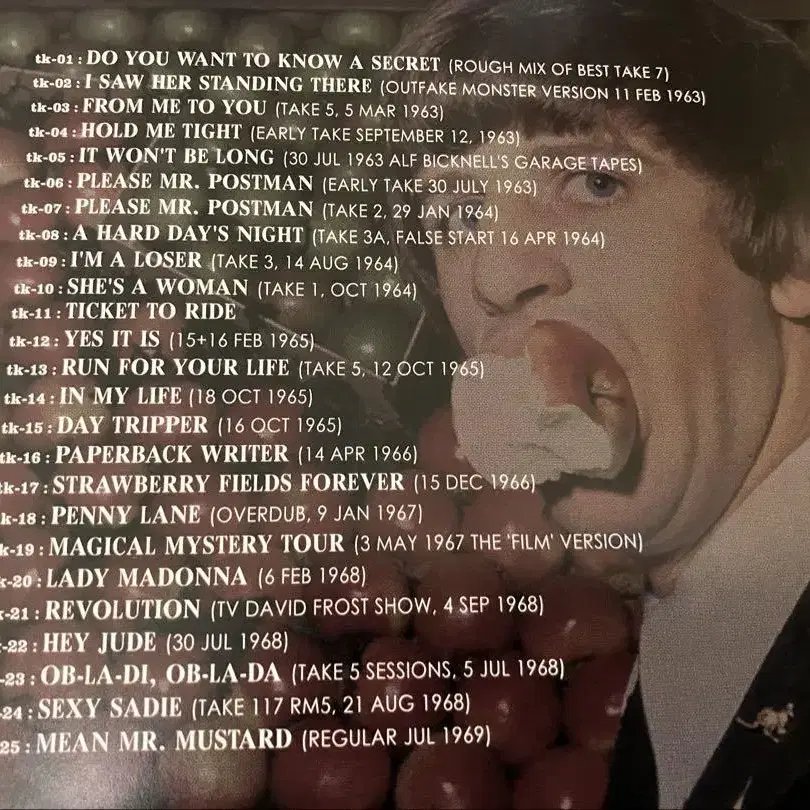 tk-01 : DO YOU WANT TO KNOW A SECRET (ROUGH MIX OF BEST TAKE 7)
tk-02 : I SAW HER STANDING THERE (OUTFAKE MONSTER VERSION 11 FEB 1963)
tk-03 : FROM ME TO YOU (TAKE 5, 5 MAR 1963)
tk-04 : HOLD ME TIGHT (EARLY TAKE SEPTEMBER 12, 1963)
tk-05 : IT WON'T BE LONG (30 JUL 1963 ALF BICKNELL'S GARAGE TAPES)
tk-06 : PLEASE MR. POSTMAN (EARLY TAKE 30 JULY 1963)
tk-07 : PLEASE MR. POSTMAN (TAKE 2, 29 JAN 1964)
tk-08 : A HARD DAY'S NIGHT (TAKE 3A, FALSE START 16 APR 1964)
tk-09 : I'M A LOSER (TAKE 3, 14 AUG 1964)
tk-10 : SHE'S A WOMAN (TAKE 1, OCT 1964)
tk-11 : TICKET TO RIDE
tk-12 : YES IT IS (15+16 FEB 1965)
tk-13 : RUN FOR YOUR LIFE (TAKE 5, 12 OCT 1965)
tk-14 : IN MY LIFE (18 OCT 1965)
tk-15 : DAY TRIPPER (16 OCT 1965)
tk-16 : PAPERBACK WRITER (14 APR 1966)
k-17 : STRAWBERRY FIELDS FOREVER (15 DEC 1966)
k-18 : PENNY LANE (OVERDUB, 9 JAN 1967)
k-19 : MAGICAL MYSTERY TOUR (3 MAY 1967 THE 'FILM' VERSION)
k-20 : LADY MADONNA (6 FEB 1968)
-21 : REVOLUTION (TV DAVID FROST SHOW, 4 SEP 1968)
-22 : HEY JUDE (30 JUL 1968)
-23 : OB-LA-DI, OB-LA-DA (TAKE 5 SESSIONS, 5 JUL 1968)
24 : SEXY SADIE (TAKE 117 RM5, 21 AUG 1968)
25 : MEAN MR. MUSTARD (REGULAR JUL 1969)